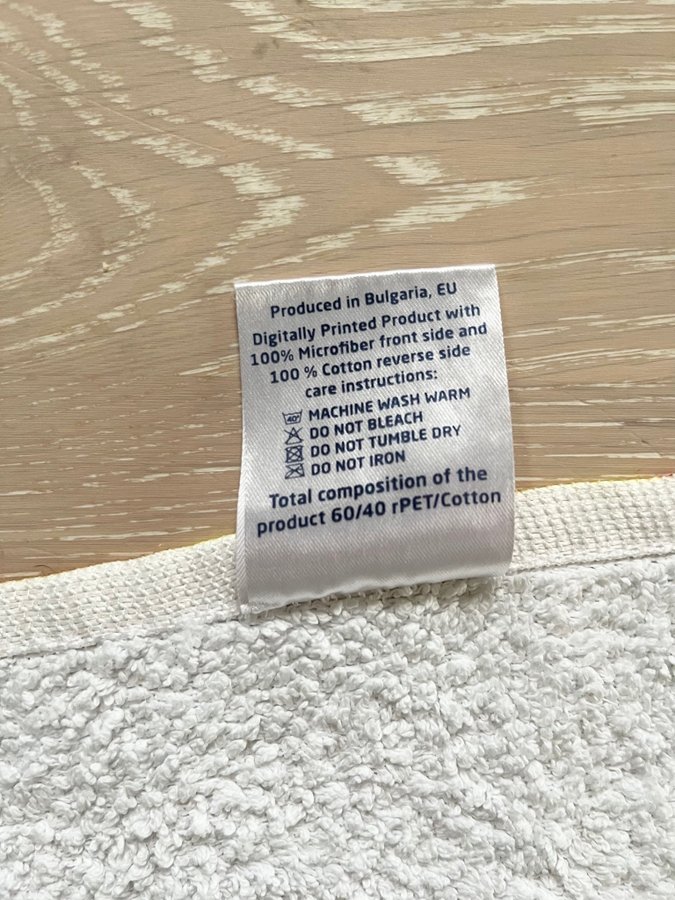 Produced in Bulgaria, EU
Digitally Printed Product with
100% Microfiber front side and
100 % Cotton reverse side
care instructions:
40° MACHINE WASH WARM
DO NOT BLEACH
DO NOT TUMBLE DRY
DO NOT IRON
Total composition of the
product 60/40 rPET/Cotton